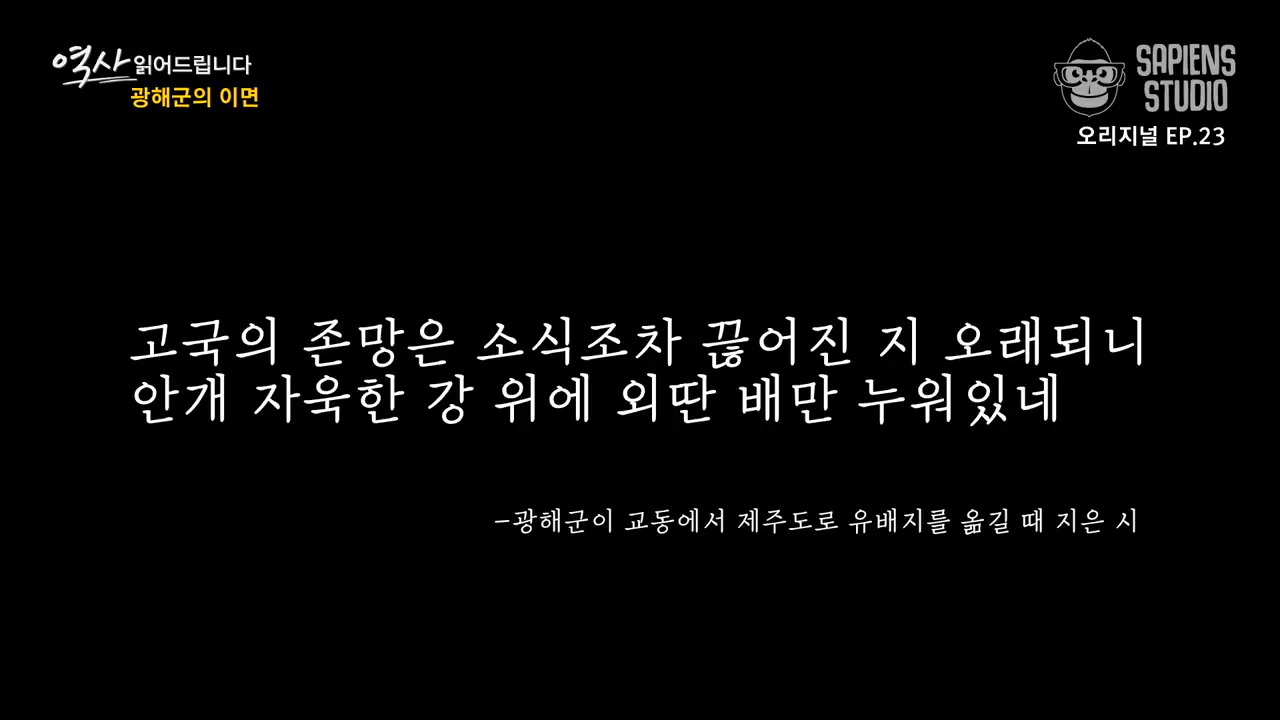 역사 읽어드립니다
광해군의 이면
SAPIENS
STUDIO
오리지널 EP.23
고국의 존망은 소식조차 끊어진 지 오래되니
안개 자욱한 강 위에 외딴 배만 누워있네
-광해군이 교동에서 제주도로 유배지를 옮길 때 지은 시